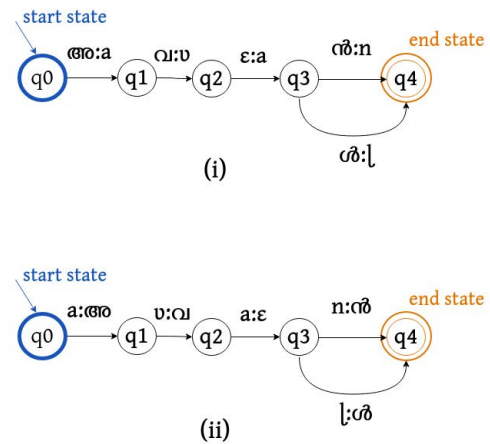 start state
end state
അ:a വ:ʋ ε:a ൻ:n
q0 q1 q2 q3 q4
ൾ:ɭ
(i)
start state
end state
a:അ ʋ:വ a:ε n:ൻ
q0 q1 q2 q3 q4
ɭ:ൾ
(ii)